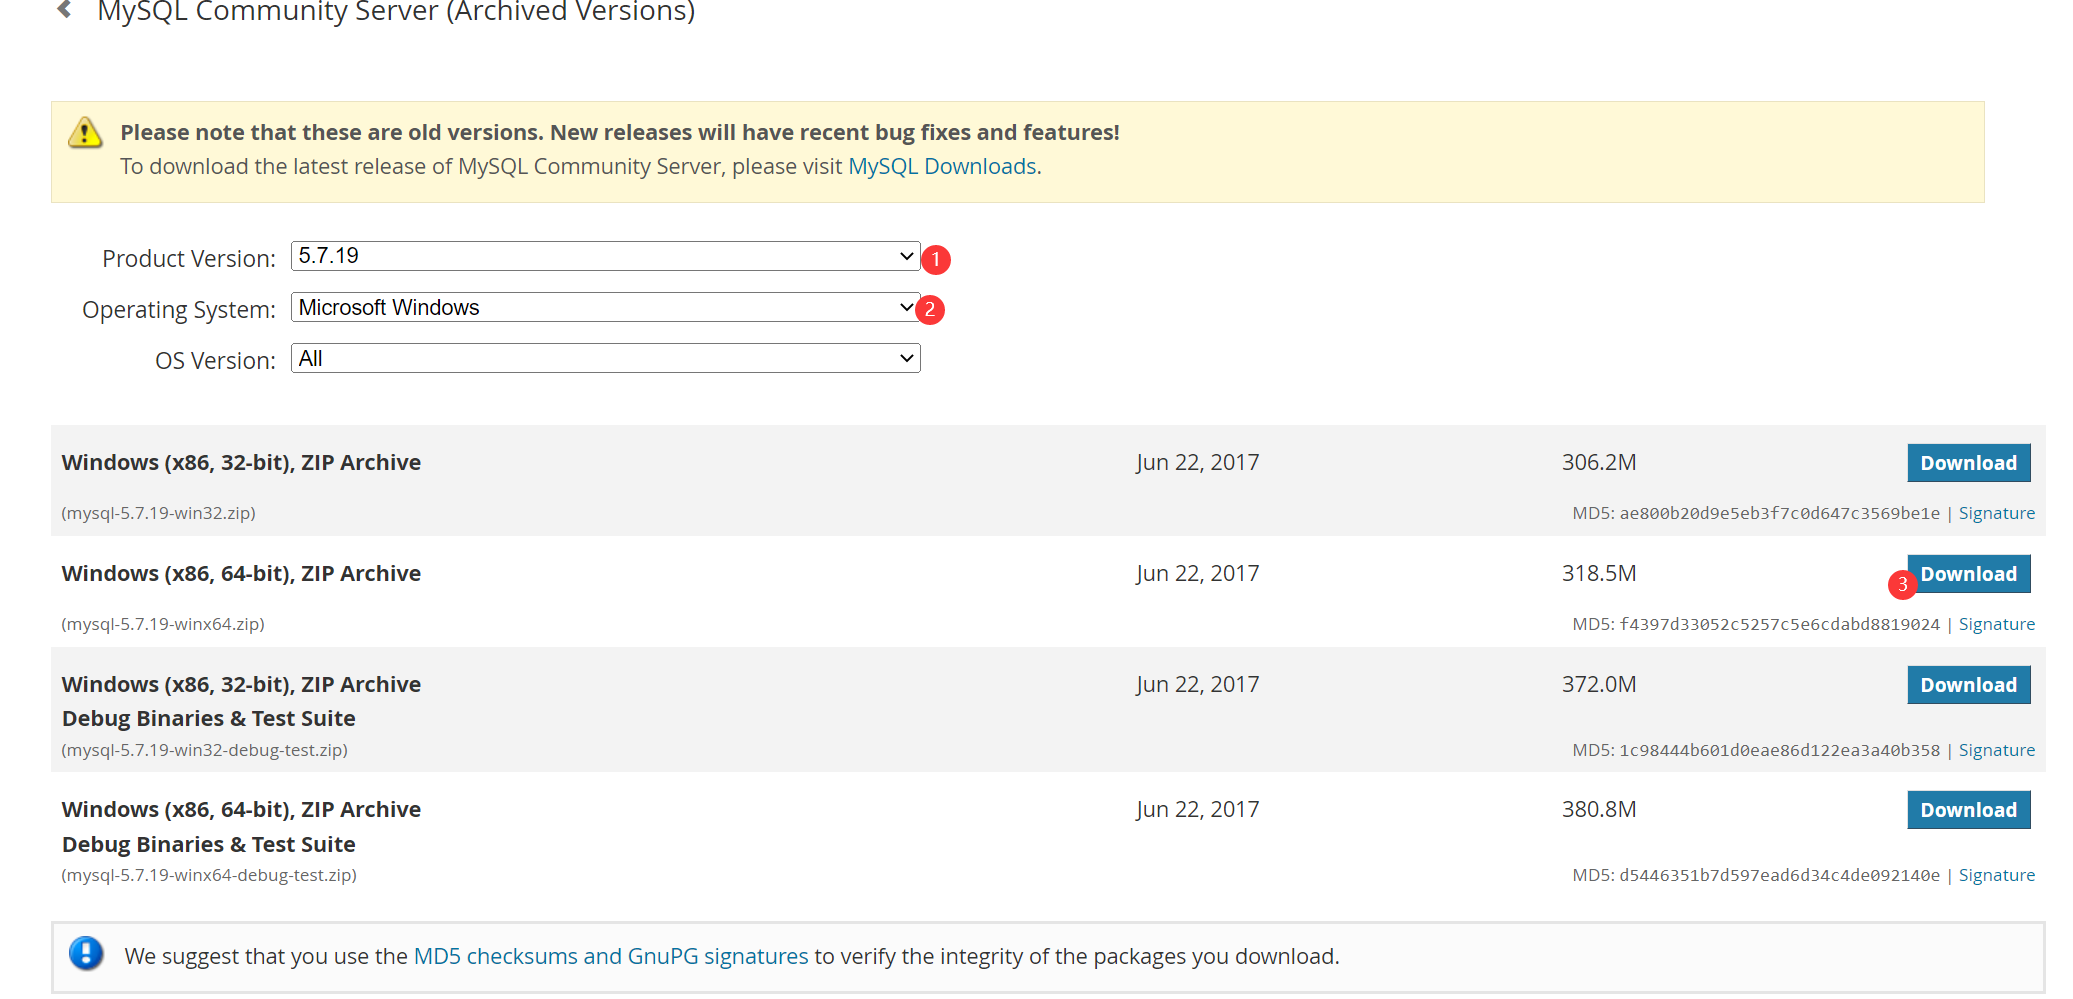 MySQL Community Server (Archived Versions)
Please note that these are old versions. New releases will have recent bug fixes and features!
To download the latest release of MySQL Community Server, please visit MySQL Downloads.
Product Version: 5.7.19 1
Operating System: Microsoft Windows 2
OS Version: All
Windows (x86, 32-bit), ZIP Archive Jun 22, 2017 306.2M Download
(mysql-5.7.19-win32.zip) MD5: ae800b20d9e5eb3f7c0d647c3569be1e | Signature
Windows (x86, 64-bit), ZIP Archive Jun 22, 2017 318.5M 3 Download
(mysql-5.7.19-winx64.zip) MD5: f4397d33052c5257c5e6cdabd8819024 | Signature
Windows (x86, 32-bit), ZIP Archive Jun 22, 2017 372.0M Download
Debug Binaries & Test Suite
(mysql-5.7.19-win32-debug-test.zip) MD5: 1c98444b601d0eae86d122ea3a40b358 | Signature
Windows (x86, 64-bit), ZIP Archive Jun 22, 2017 380.8M Download
Debug Binaries & Test Suite
(mysql-5.7.19-winx64-debug-test.zip) MD5: d5446351b7d597ead6d34c4de092140e | Signature
We suggest that you use the MD5 checksums and GnuPG signatures to verify the integrity of the packages you download.